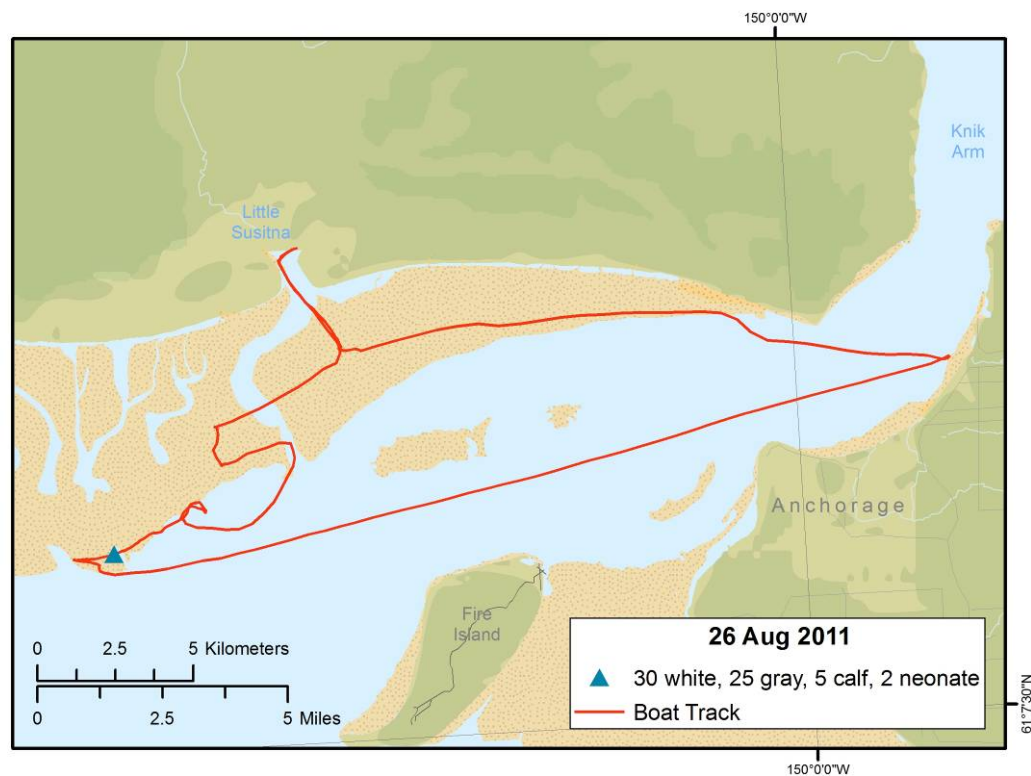 150°0'0"W
Knik
Arm
Little
Susitna
Anchorage
Fire
Island
0 2.5 5 Kilometers
0 2.5 5 Miles
26 Aug 2011
30 white, 25 gray, 5 calf, 2 neonate
Boat Track
61°7'30"N
150°0'0"W